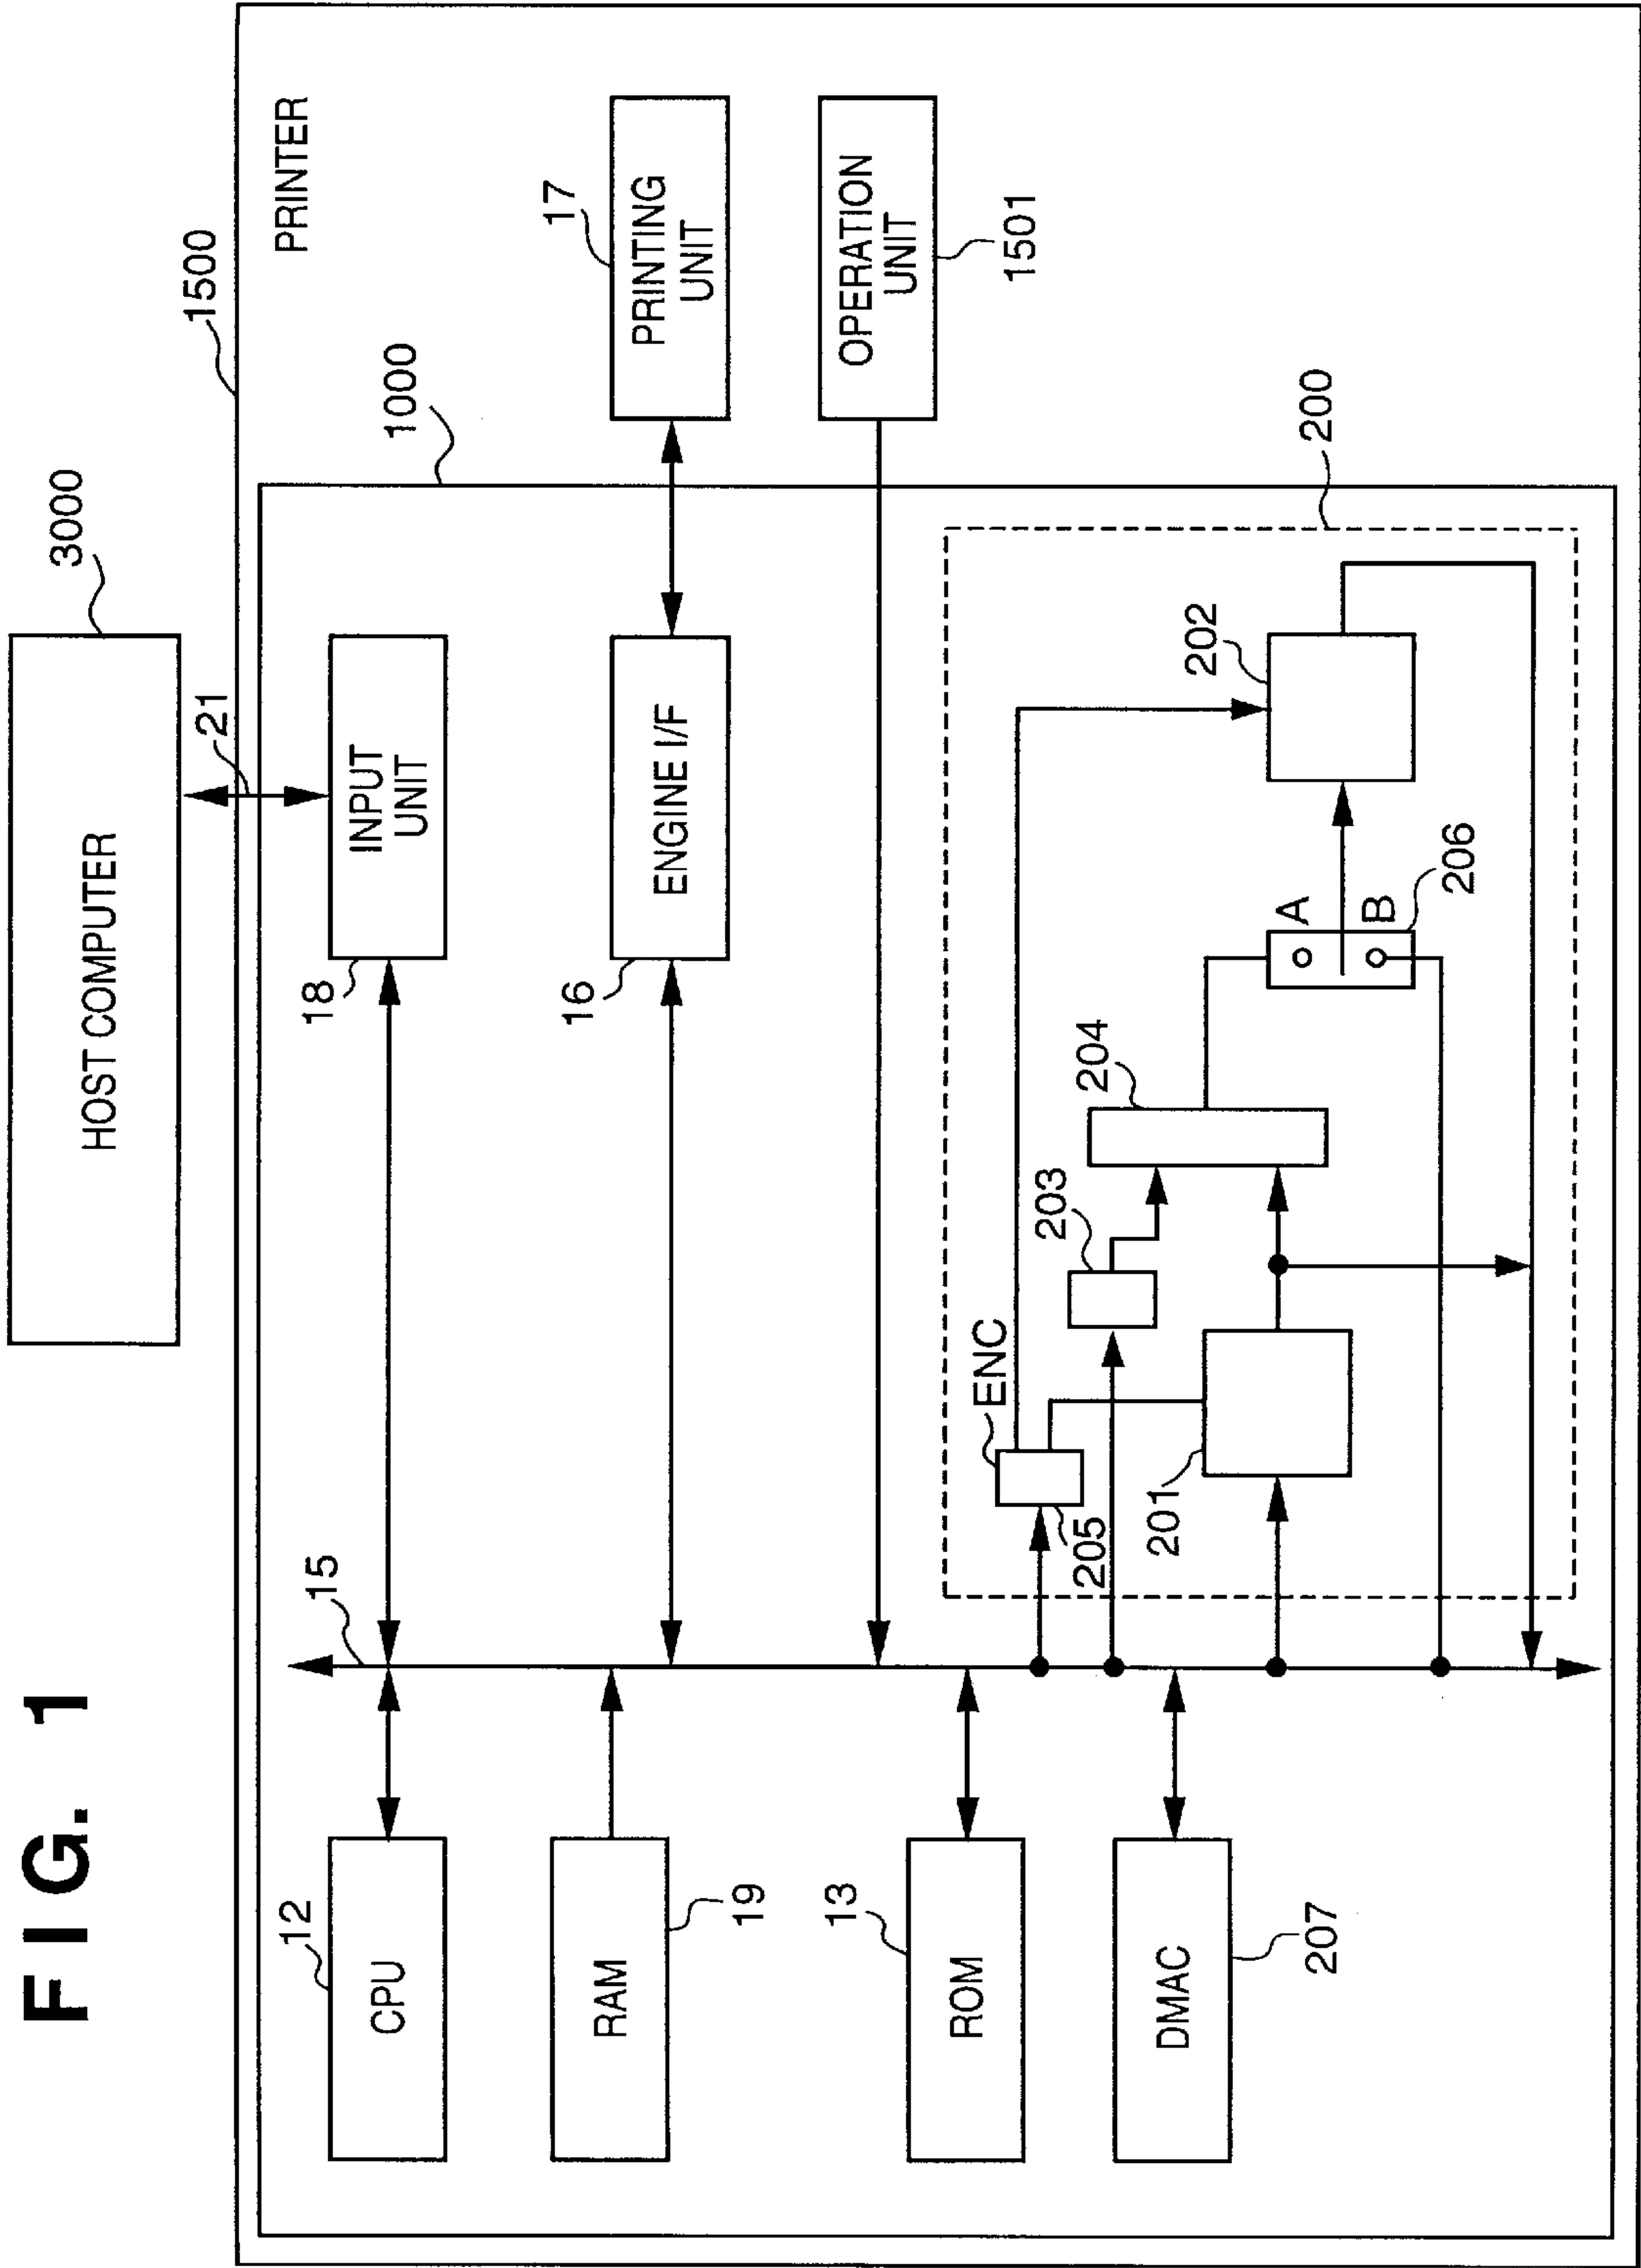 FIG. 1
HOST COMPUTER
3000
21
1500
PRINTER
1000
15
12
CPU
18
INPUT
UNIT
17
PRINTING
UNIT
RAM
19
16
ENGINE I/F
OPERATION
UNIT
1501
13
ROM
200
ENC
205
203
204
202
DMAC
207
201
A
B
206